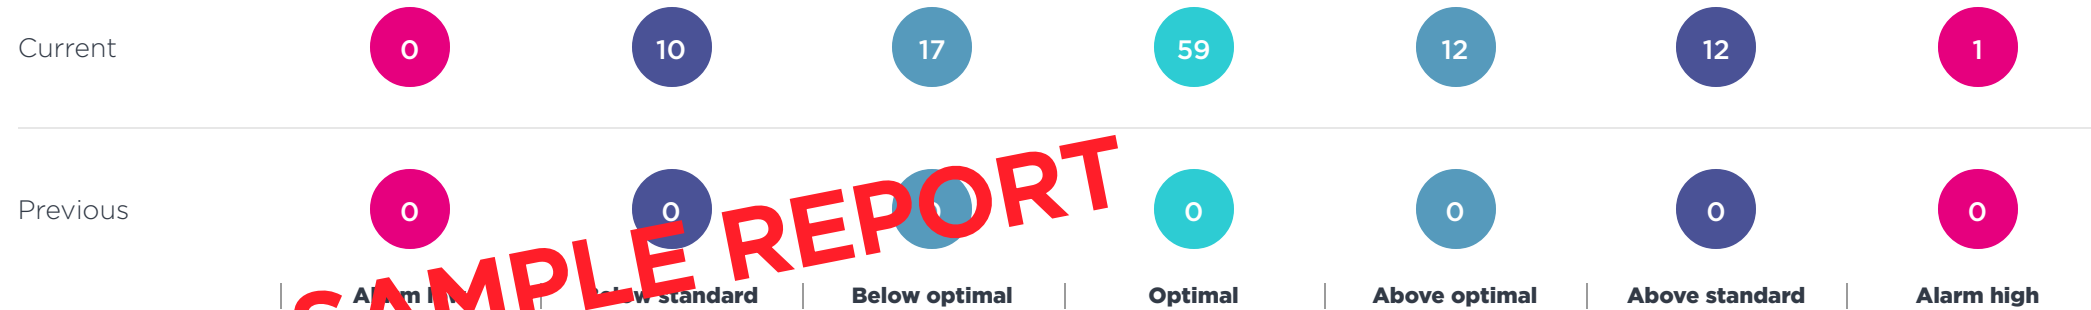 Current 0 10 17 59 12 12 1
Previous 0 0 0 0 0 0
SAMPLE REPORT
standard Below optimal Optimal Above optimal Above standard Alarm high